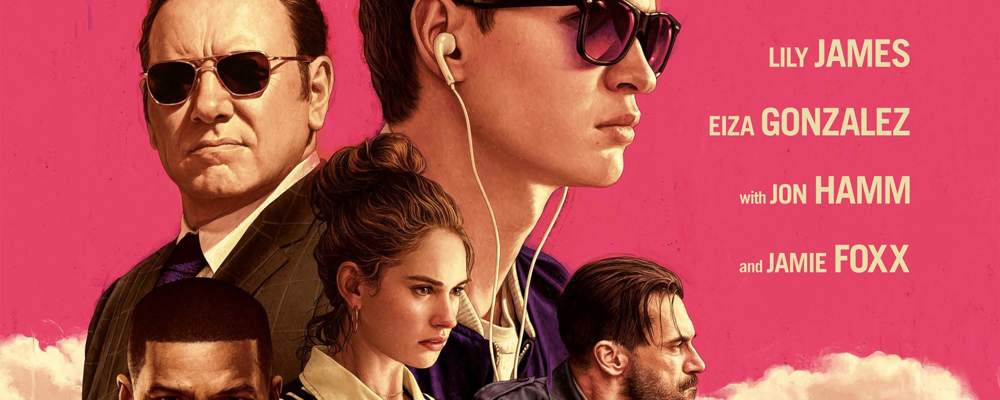 LILY JAMES
EIZA GONZALEZ
with JON HAMM
and JAMIE FOXX